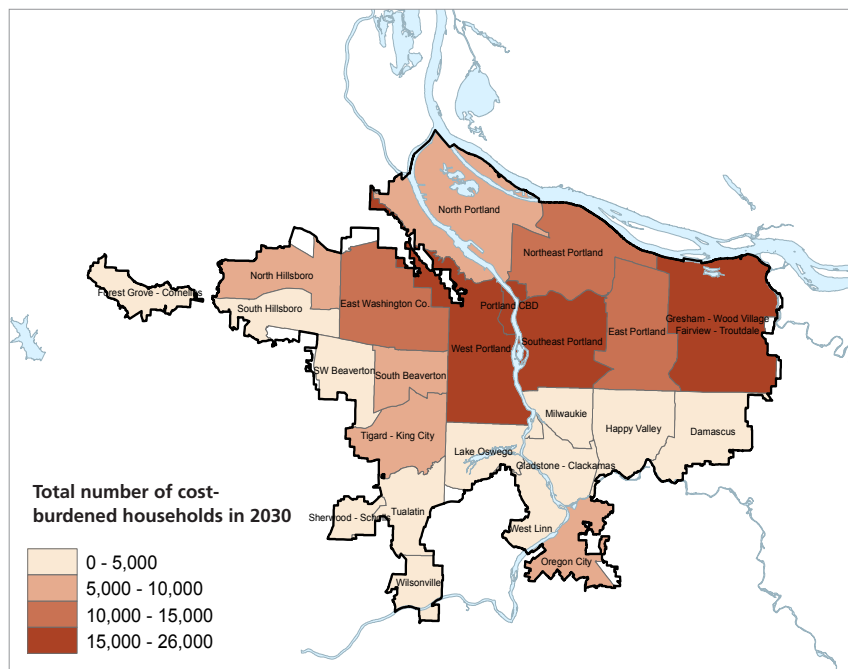 North Portland
Northeast Portland
North Hillsboro
Forest Grove - Cornelius
South Hillsboro
East Washington Co.
Portland CBD
Gresham - Wood Village
Fairview - Troutdale
East Portland
West Portland
Southeast Portland
SW Beaverton
South Beaverton
Milwaukie
Happy Valley
Damascus
Tigard - King City
Lake Oswego
Gladstone - Clackamas
Total number of cost-
burdened households in 2030
Sherwood - Scholls
Tualatin
West Linn
Oregon City
Wilsonville
0 - 5,000
5,000 - 10,000
10,000 - 15,000
15,000 - 26,000